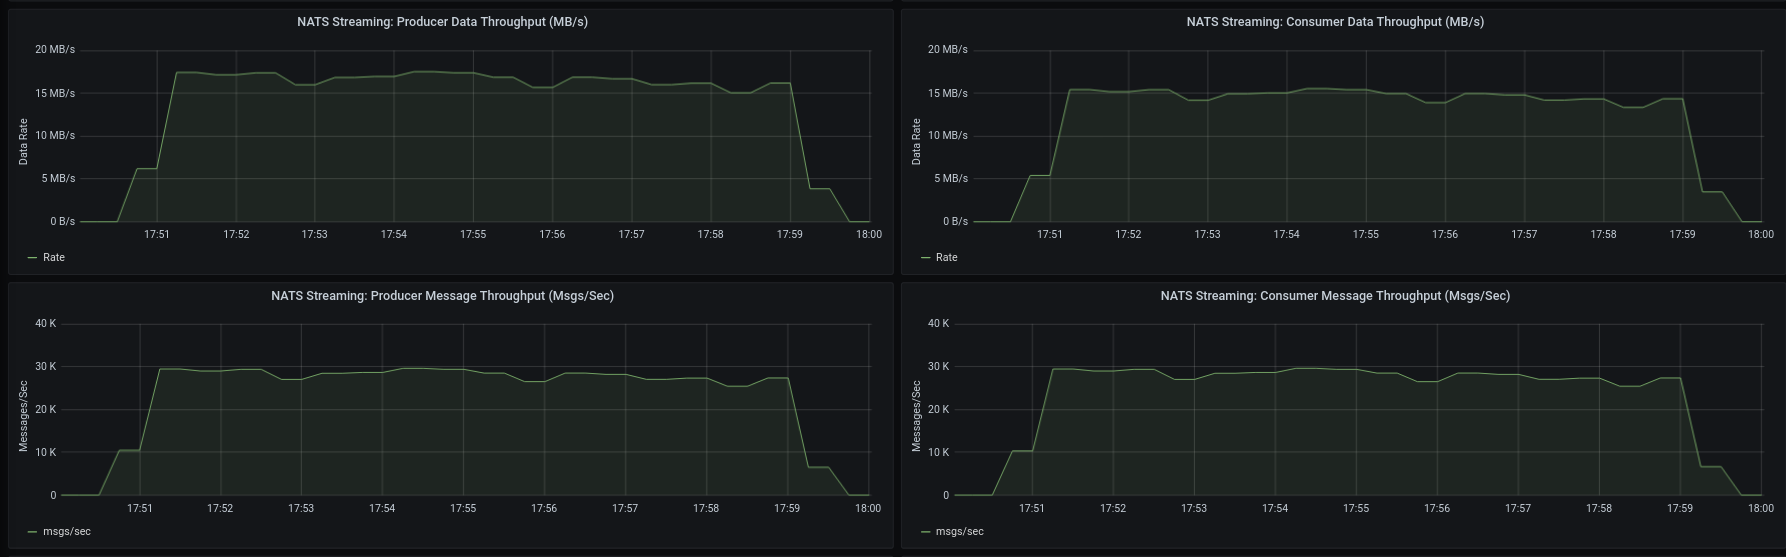 NATS Streaming: Producer Data Throughput (MB/s)
20 MB/s
15 MB/s
10 MB/s
5 MB/s
0 B/s
Data Rate
17:51 17:52 17:53 17:54 17:55 17:56 17:57 17:58 17:59 18:00
Rate
NATS Streaming: Consumer Data Throughput (MB/s)
20 MB/s
15 MB/s
10 MB/s
5 MB/s
0 B/s
Data Rate
17:51 17:52 17:53 17:54 17:55 17:56 17:57 17:58 17:59 18:00
Rate
NATS Streaming: Producer Message Throughput (Msgs/Sec)
40 K
30 K
20 K
10 K
0
Messages/Sec
17:51 17:52 17:53 17:54 17:55 17:56 17:57 17:58 17:59 18:00
msgs/sec
NATS Streaming: Consumer Message Throughput (Msgs/Sec)
40 K
30 K
20 K
10 K
0
Messages/Sec
17:51 17:52 17:53 17:54 17:55 17:56 17:57 17:58 17:59 18:00
msgs/sec